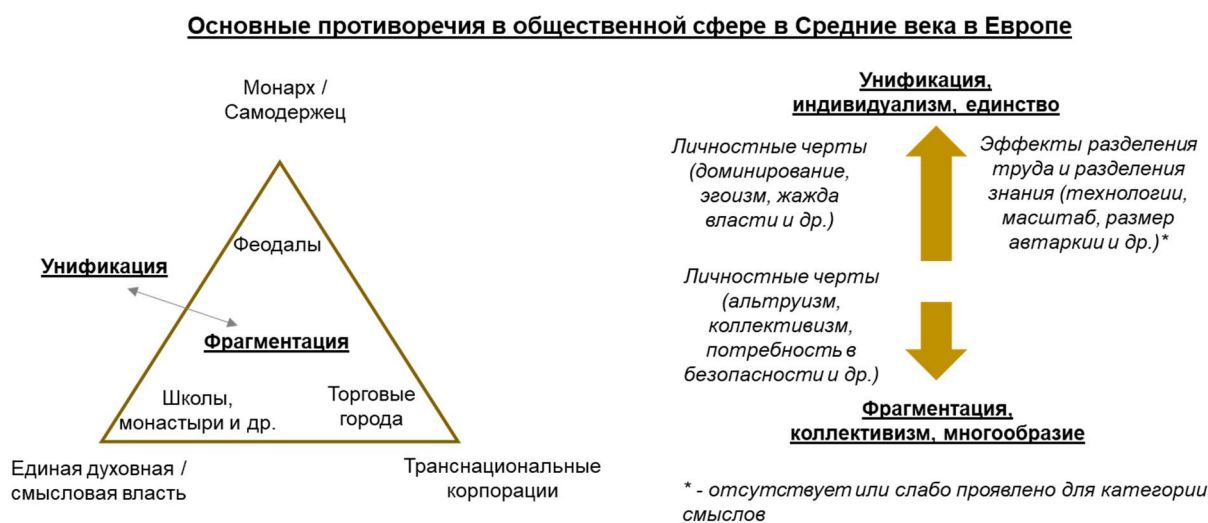 Основные противоречия в общественной сфере в Средние века в Европе
Монарх /
Самодержец
Феодалы
Унификация
Фрагментация
Школы,
монастыри и др.
Торговые
города
Единая духовная /
смысловая власть
Транснациональные
корпорации
Унификация,
индивидуализм, единство
Личностные черты
(доминирование,
эгоизм, жажда
власти и др.)
Эффекты разделения
труда и разделения
знания (технологии,
масштаб, размер
автаркии и др.)*
Личностные черты
(альтруизм,
коллективизм,
потребность в
безопасности и др.)
Фрагментация,
коллективизм, многообразие
* - отсутствует или слабо проявлено для категории
смыслов